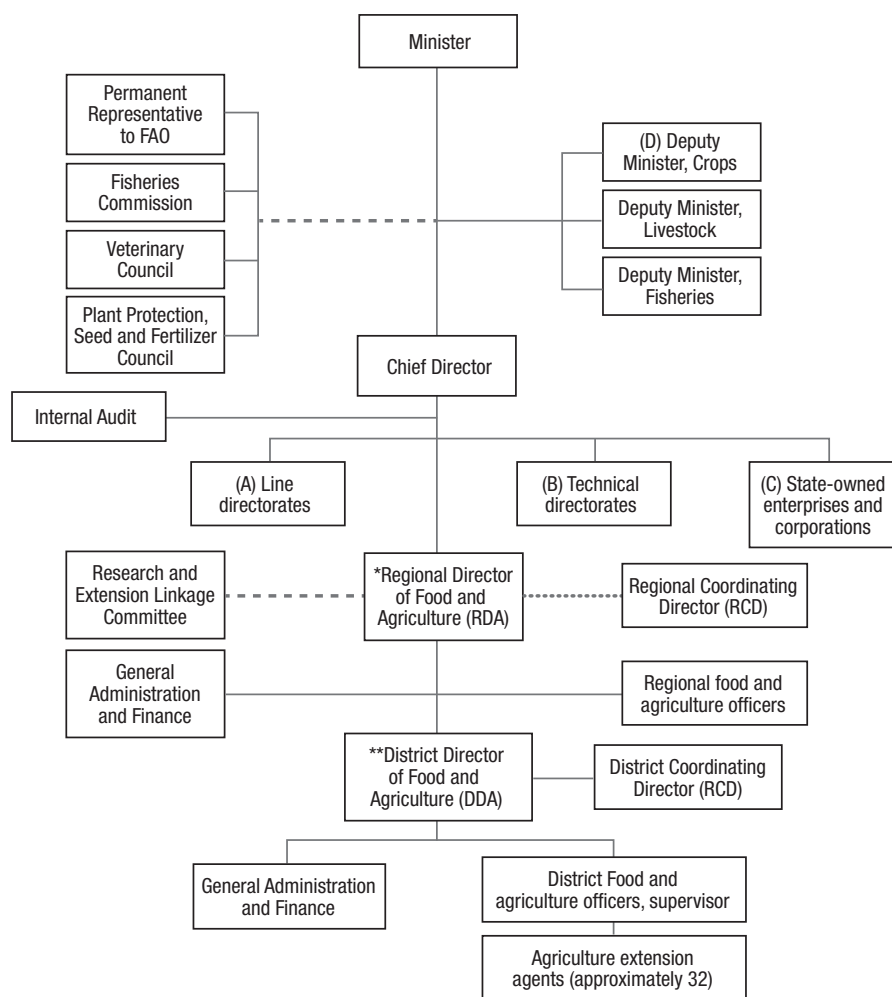 Minister
Permanent
Representative
to FAO
Fisheries
Commission
Veterinary
Council
Plant Protection,
Seed and Fertilizer
Council
(D) Deputy
Minister, Crops
Deputy Minister,
Livestock
Deputy Minister,
Fisheries
Chief Director
Internal Audit
(A) Line
directorates
(B) Technical
directorates
(C) State-owned
enterprises and
corporations
Research and
Extension Linkage
Committee
*Regional Director
of Food and
Agriculture (RDA)
Regional Coordinating
Director (RCD)
General
Administration
and Finance
Regional food and
agriculture officers
**District Director
of Food and
Agriculture (DDA)
District Coordinating
Director (RCD)
General Administration
and Finance
District Food and
agriculture officers, supervisor
Agriculture extension
agents (approximately 32)